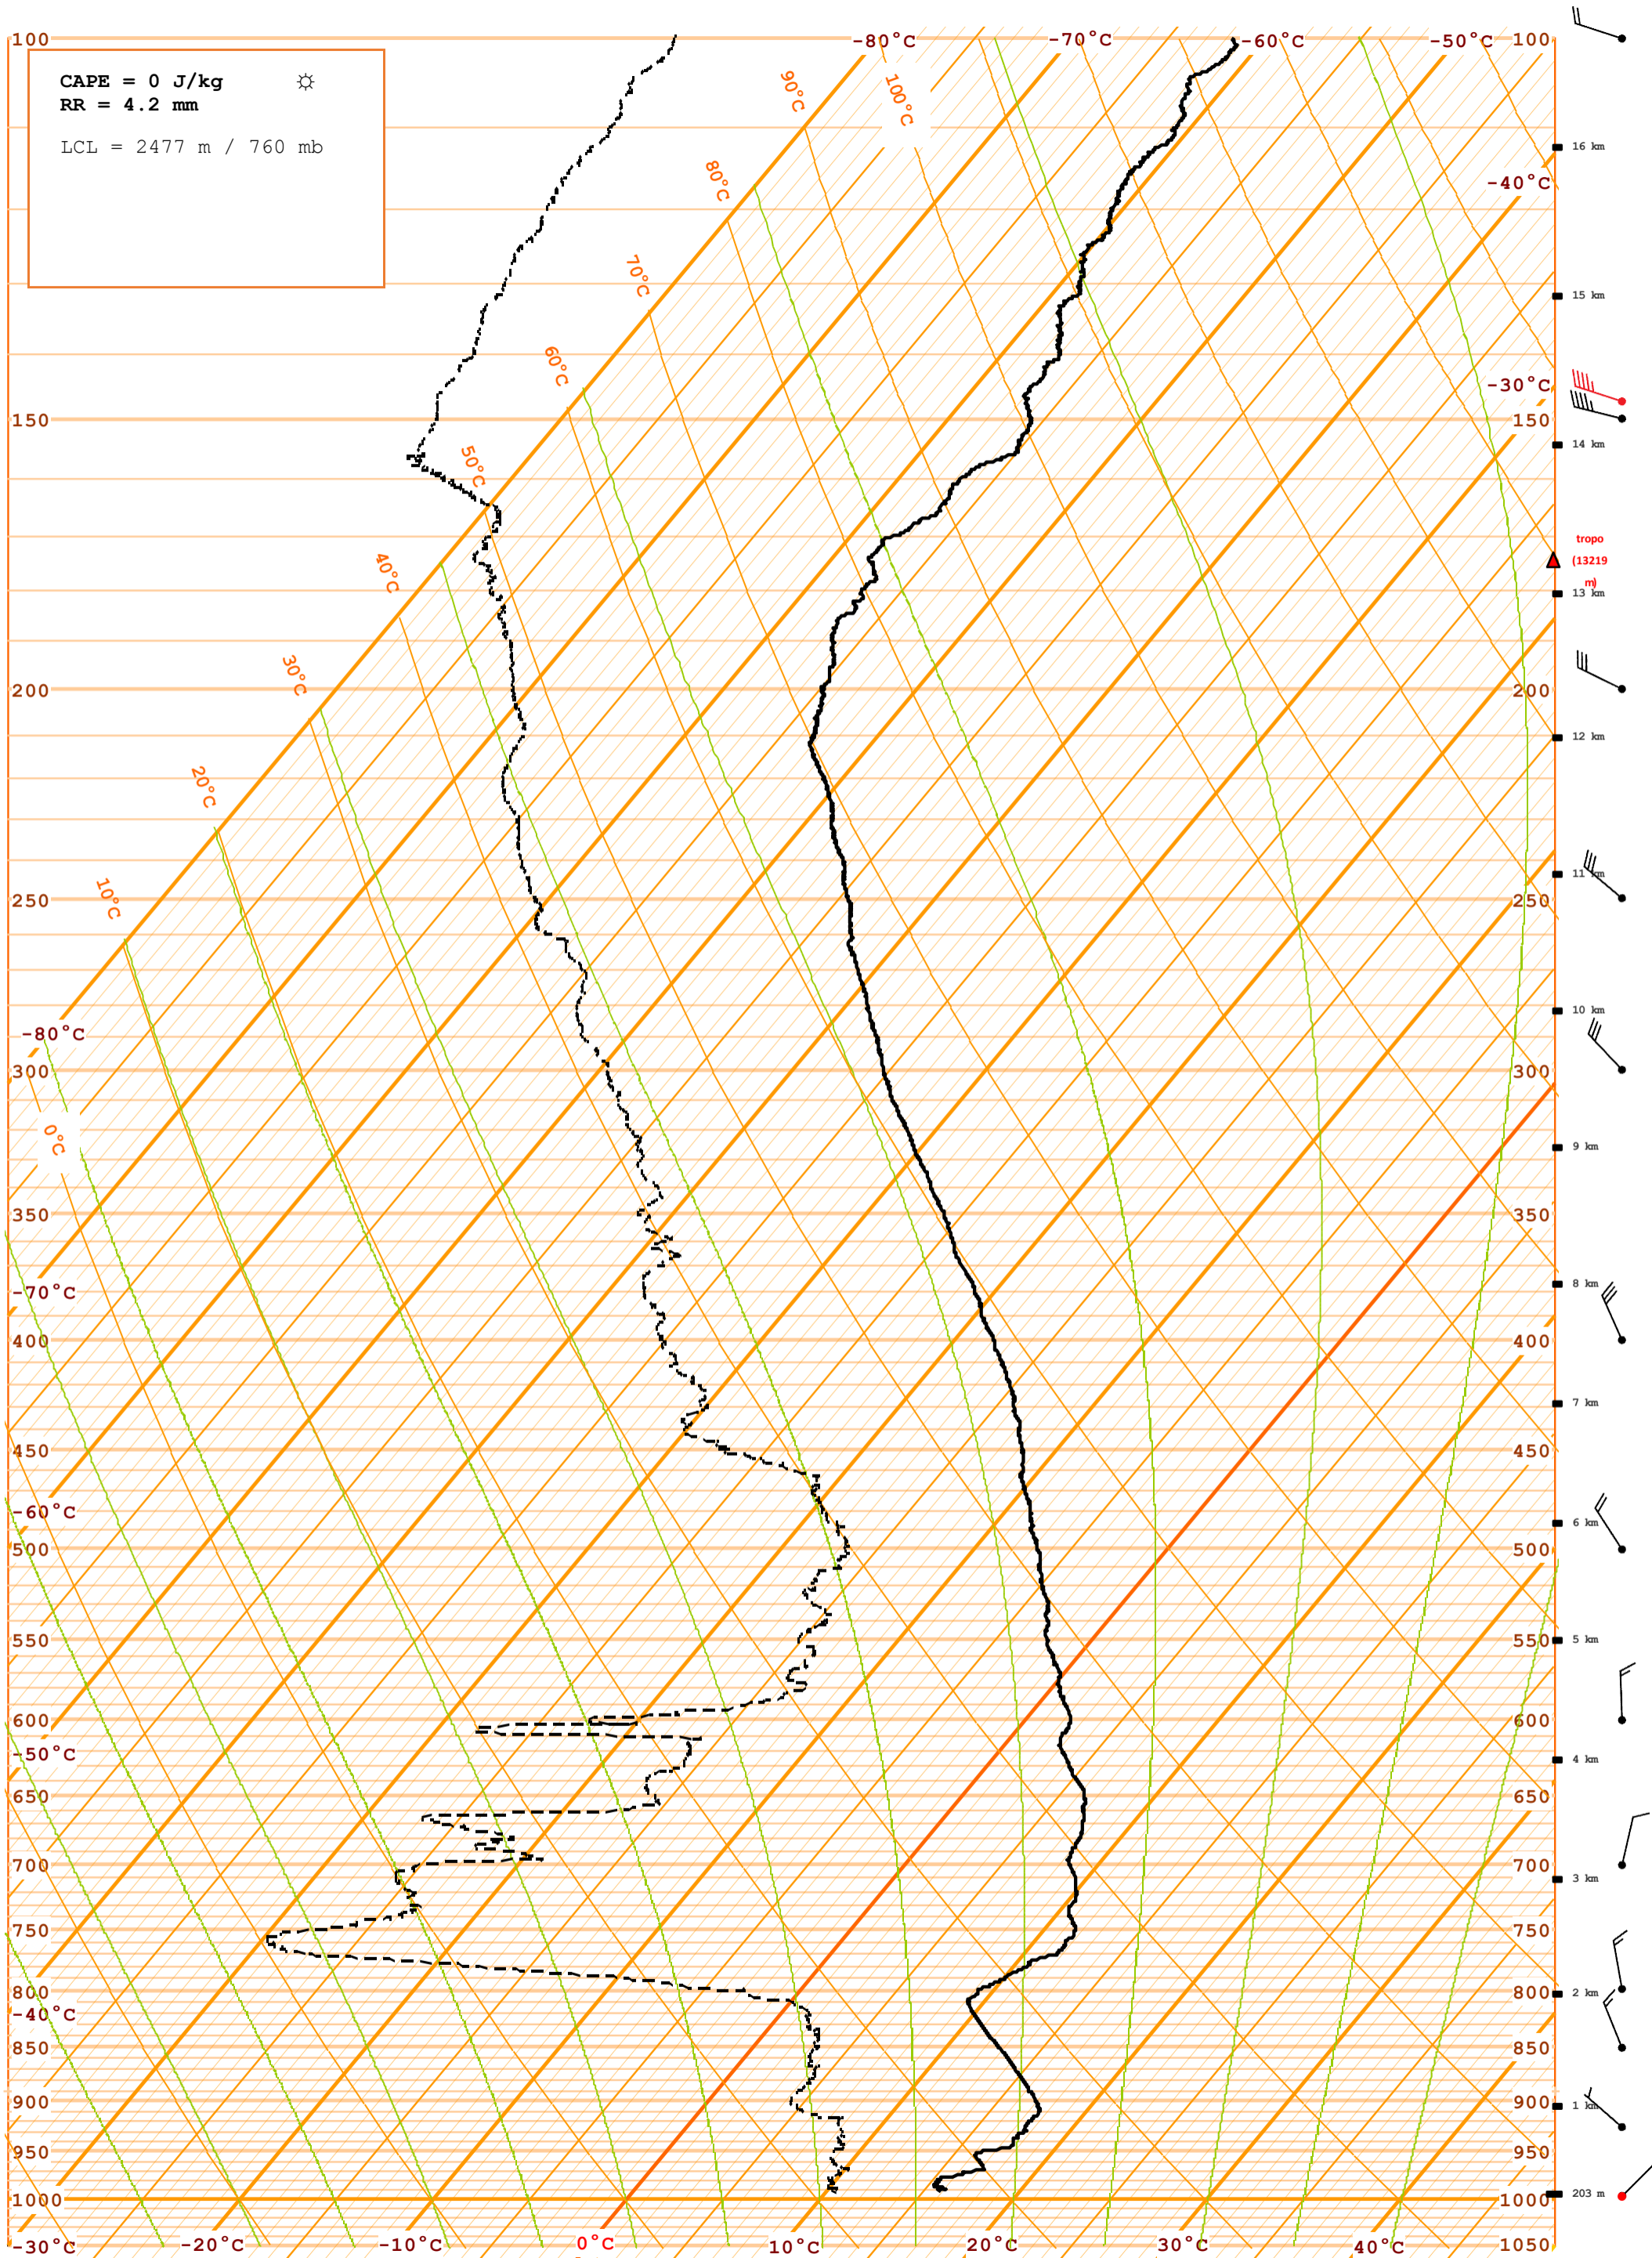 100
-80°C
-70°C
-60°C
-50°C
100
CAPE = 0 J/kg ☼
RR = 4.2 mm
LCL = 2477 m / 760 mb
90°C
100°C
16 km
80°C
-40°C
70°C
15 km
60°C
-30°C
150
150
14 km
50°C
40°C
tropo
(13219
m)
13 km
30°C
200
200
12 km
20°C
11 km
10°C
250
250
10 km
-80°C
300
300
0°C
9 km
350
350
-70°C
8 km
400
400
7 km
450
450
-60°C
6 km
500
500
550
550
5 km
600
600
-50°C
4 km
650
650
700
700
3 km
750
750
800
800
2 km
-40°C
850
850
900
900
1 km
950
950
1000
1000
203 m
-30°C
-20°C
-10°C
0°C
10°C
20°C
30°C
40°C
1050